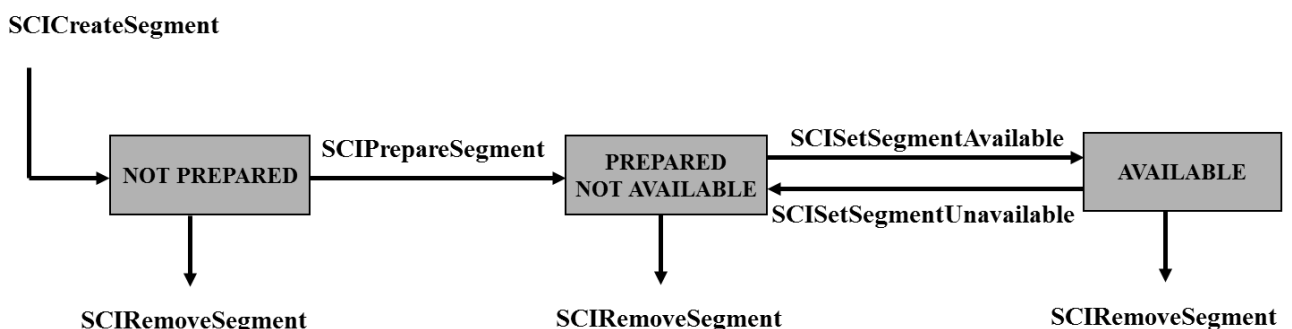 SCICreateSegment
NOT PREPARED
SCIPrepareSegment
PREPARED
NOT AVAILABLE
SCISetSegmentAvailable
SCISetSegmentUnavailable
AVAILABLE
SCIRemoveSegment
SCIRemoveSegment
SCIRemoveSegment